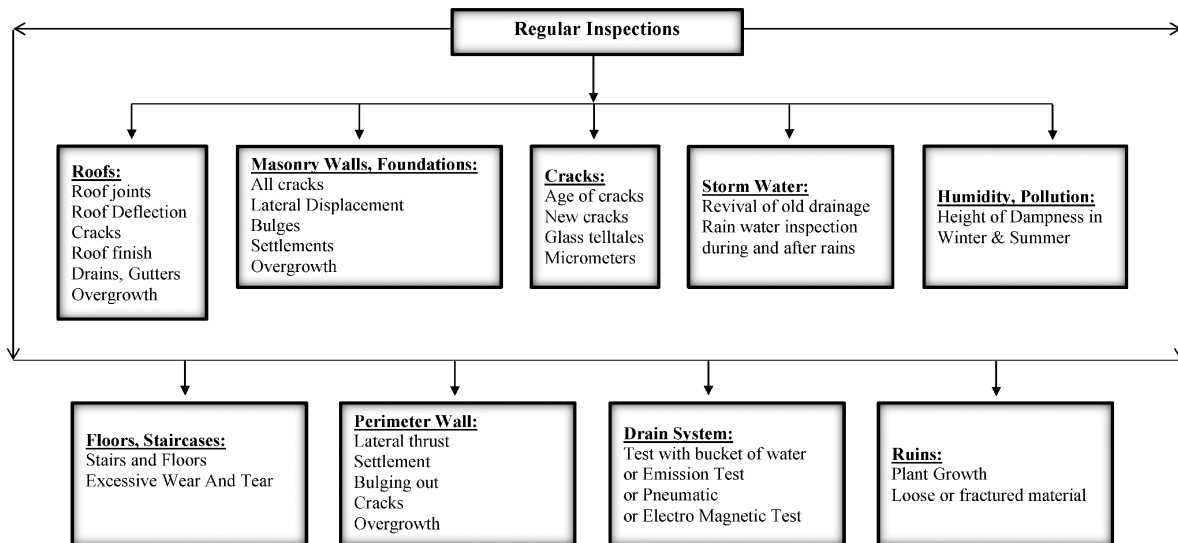 Regular Inspections
Roofs:
Roof joints
Roof Deflection
Cracks
Roof finish
Drains, Gutters
Overgrowth
Masonry Walls, Foundations:
All cracks
Lateral Displacement
Bulges
Settlements
Overgrowth
Cracks:
Age of cracks
New cracks
Glass telltales
Micrometers
Storm Water:
Revival of old drainage
Rain water inspection
during and after rains
Humidity, Pollution:
Height of Dampness in
Winter & Summer
Floors, Staircases:
Stairs and Floors
Excessive Wear And Tear
Perimeter Wall:
Lateral thrust
Settlement
Bulging out
Cracks
Overgrowth
Drain System:
Test with bucket of water
or Emission Test
or Pneumatic
or Electro Magnetic Test
Ruins:
Plant Growth
Loose or fractured material